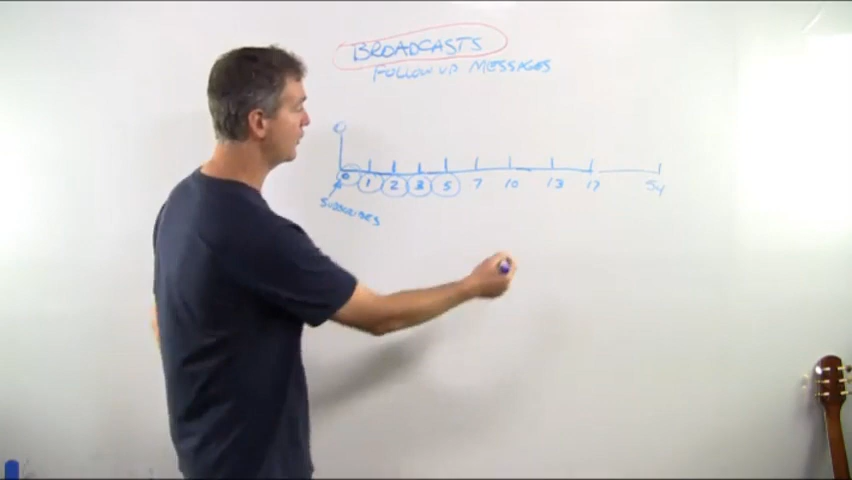 BROADCASTS
FOLLOW UP MESSAGES
0
0 1 2 3 5 7 10 13 17 54
SUBSCRIBES